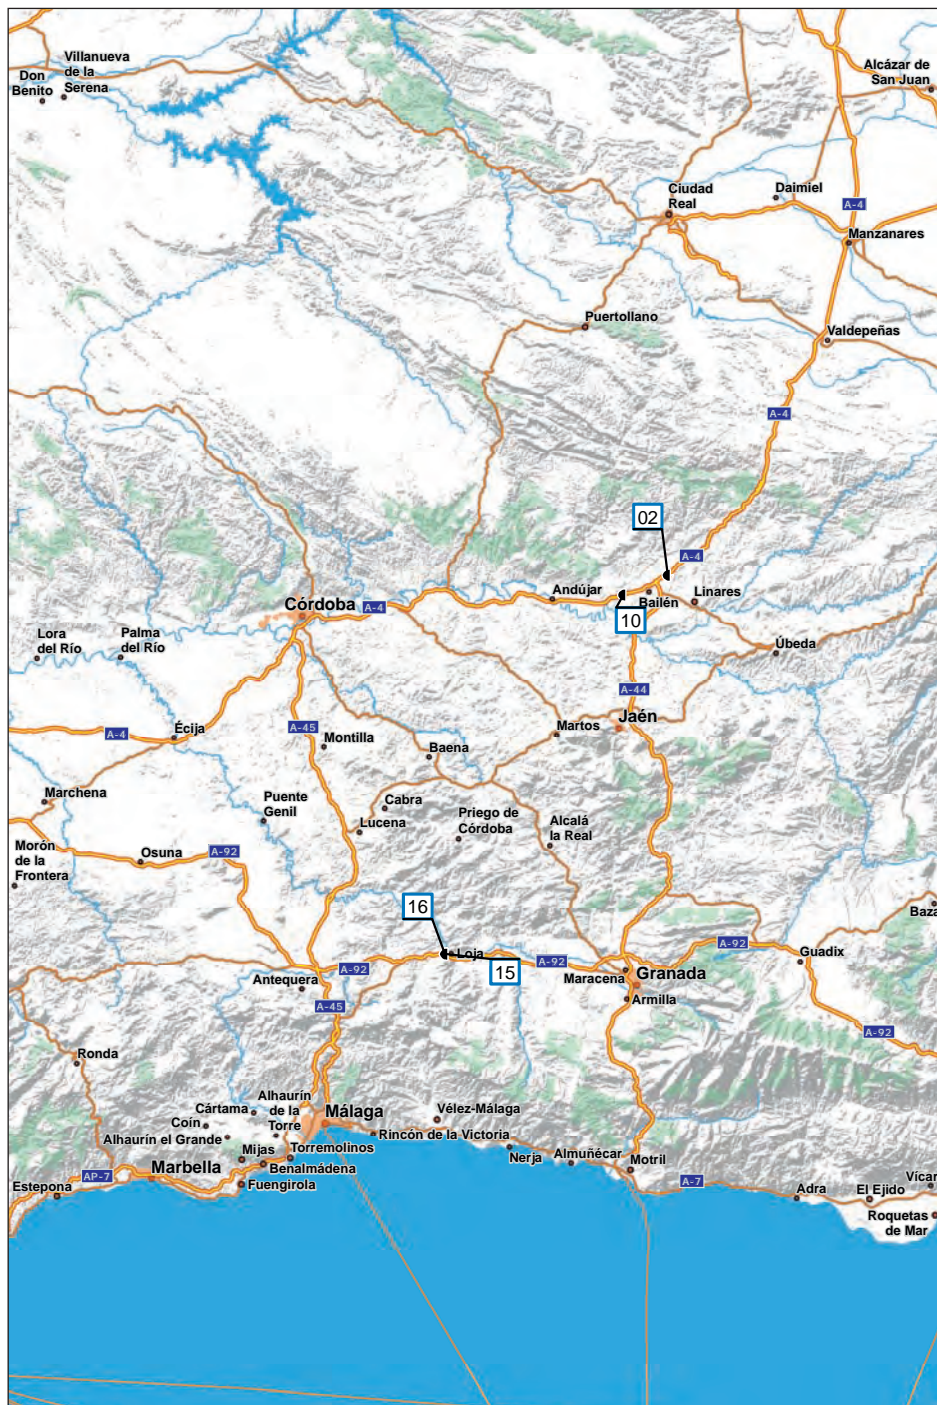 Villanueva
de la
Serena
Don
Benito
Alcázar de
San Juan
Ciudad
Real
Daimiel
A-4
Manzanares
Puertollano
Valdepeñas
A-4
02
A-4
Andújar
Bailén
Linares
Córdoba
A-4
10
Lora
del Río
Palma
del Río
Úbeda
A-44
Jaén
Martos
A-4
Écija
A-45
Montilla
Baena
Marchena
Puente
Genil
Cabra
Lucena
Priego de
Córdoba
Alcalá
la Real
Morón
de la
Frontera
Osuna
A-92
16
Baza
Loja
A-92
A-92
Guadix
15
A-92
Maracena
Granada
Antequera
A-45
Armilla
A-92
Ronda
Alhaurín
de la
Torre
Cártama
Coín
Alhaurín el Grande
Málaga
Vélez-Málaga
Rincón de la Victoria
Mijas
Torremolinos
Nerja
Almuñécar
Motril
Marbella
Benalmádena
AP-7
Fuengirola
Estepona
A-7
Adra
El Ejido
Vícar
Roquetas
de Mar